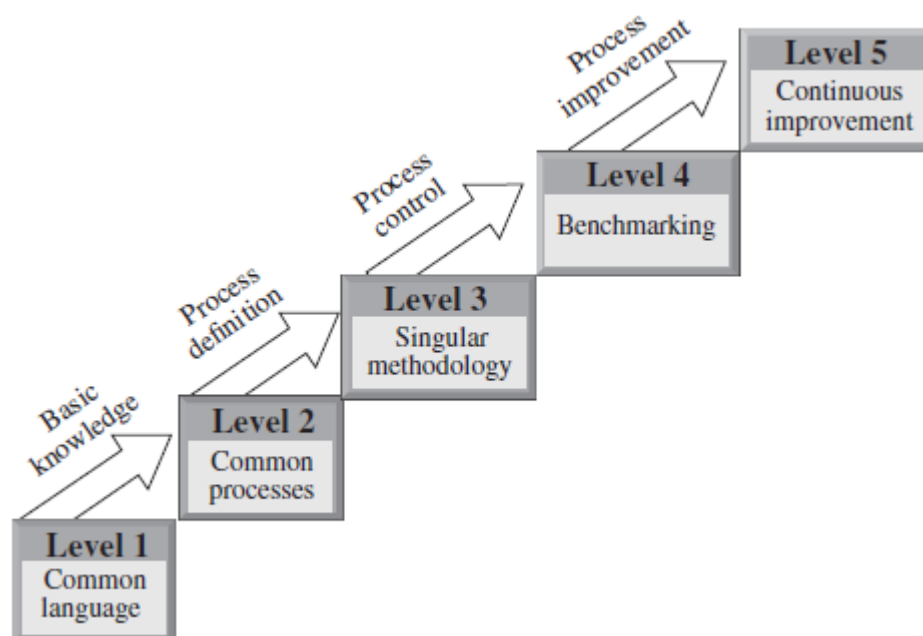 Process
improvement
Level 5
Continuous
improvement
Process
control
Level 4
Benchmarking
Process
definition
Level 3
Singular
methodology
Basic
knowledge
Level 2
Common
processes
Level 1
Common
language